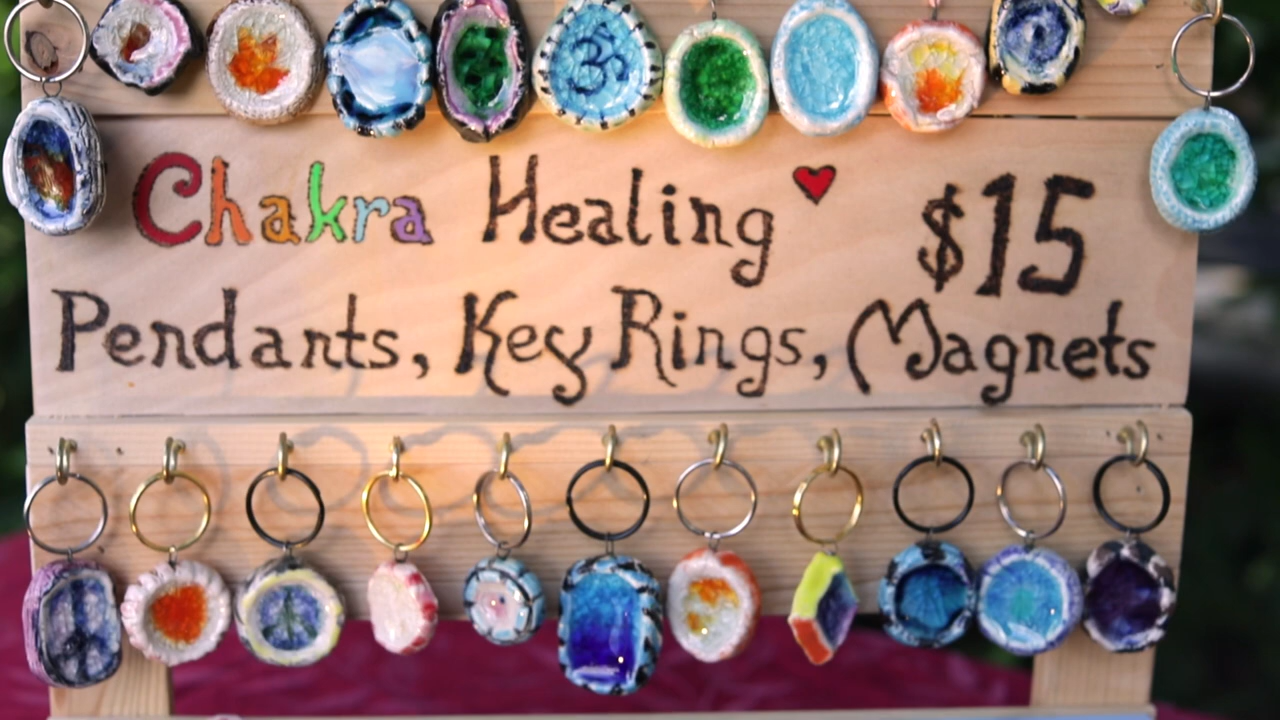 ॐ
Chakra Healing ♥ $15
Pendants, Key Rings, Magnets